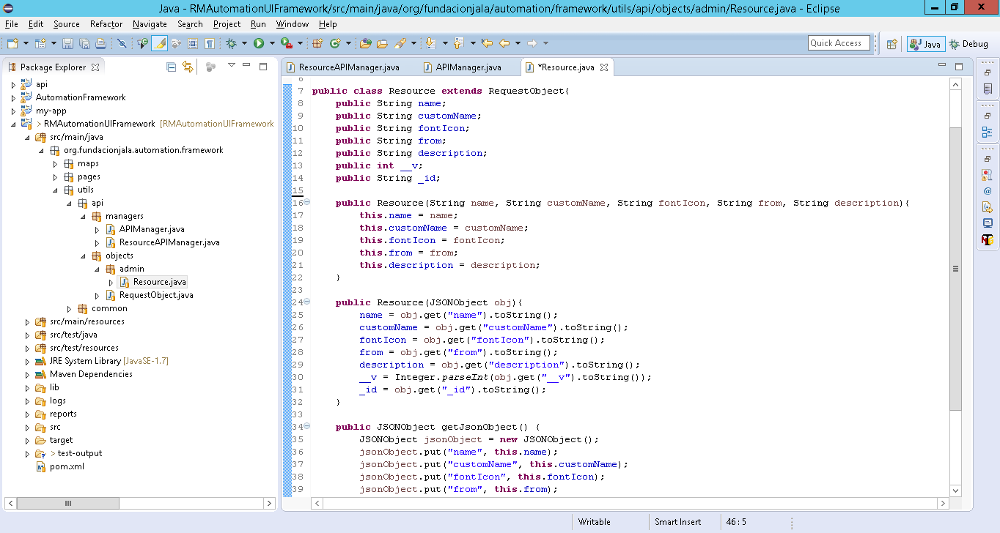 Java - RMAutomationUIFramework/src/main/java/org/fundacionjala/automation/framework/utils/api/objects/admin/Resource.java - Eclipse
File Edit Source Refactor Navigate Search Project Run Window Help
Quick Access
Java
Debug
Package Explorer
ResourceAPIManager.java
APIManager.java
*Resource.java
api
AutomationFramework
my-app
> RMAutomationUIFramework [RMAutomationUIFramework
src/main/java
org.fundacionjala.automation.framework
maps
pages
utils
api
managers
APIManager.java
ResourceAPIManager.java
objects
admin
Resource.java
RequestObject.java
common
src/main/resources
src/test/java
src/test/resources
JRE System Library [JavaSE-1.7]
Maven Dependencies
lib
logs
reports
src
target
> test-output
pom.xml
6
7 public class Resource extends RequestObject{
8 public String name;
9 public String customName;
10 public String fontIcon;
11 public String from;
12 public String description;
13 public int __v;
14 public String _id;
15
16 public Resource(String name, String customName, String fontIcon, String from, String description){
17 this.name = name;
18 this.customName = customName;
19 this.fontIcon = fontIcon;
20 this.from = from;
21 this.description = description;
22 }
23
24 public Resource(JSONObject obj){
25 name = obj.get("name").toString();
26 customName = obj.get("customName").toString();
27 fontIcon = obj.get("fontIcon").toString();
28 from = obj.get("from").toString();
29 description = obj.get("description").toString();
30 __v = Integer.parseInt(obj.get("__v").toString());
31 _id = obj.get("_id").toString();
32 }
33
34 public JSONObject getJsonObject() {
35 JSONObject jsonObject = new JSONObject();
36 jsonObject.put("name", this.name);
37 jsonObject.put("customName", this.customName);
38 jsonObject.put("fontIcon", this.fontIcon);
39 jsonObject.put("from", this.from);
Writable
Smart Insert
46 : 5